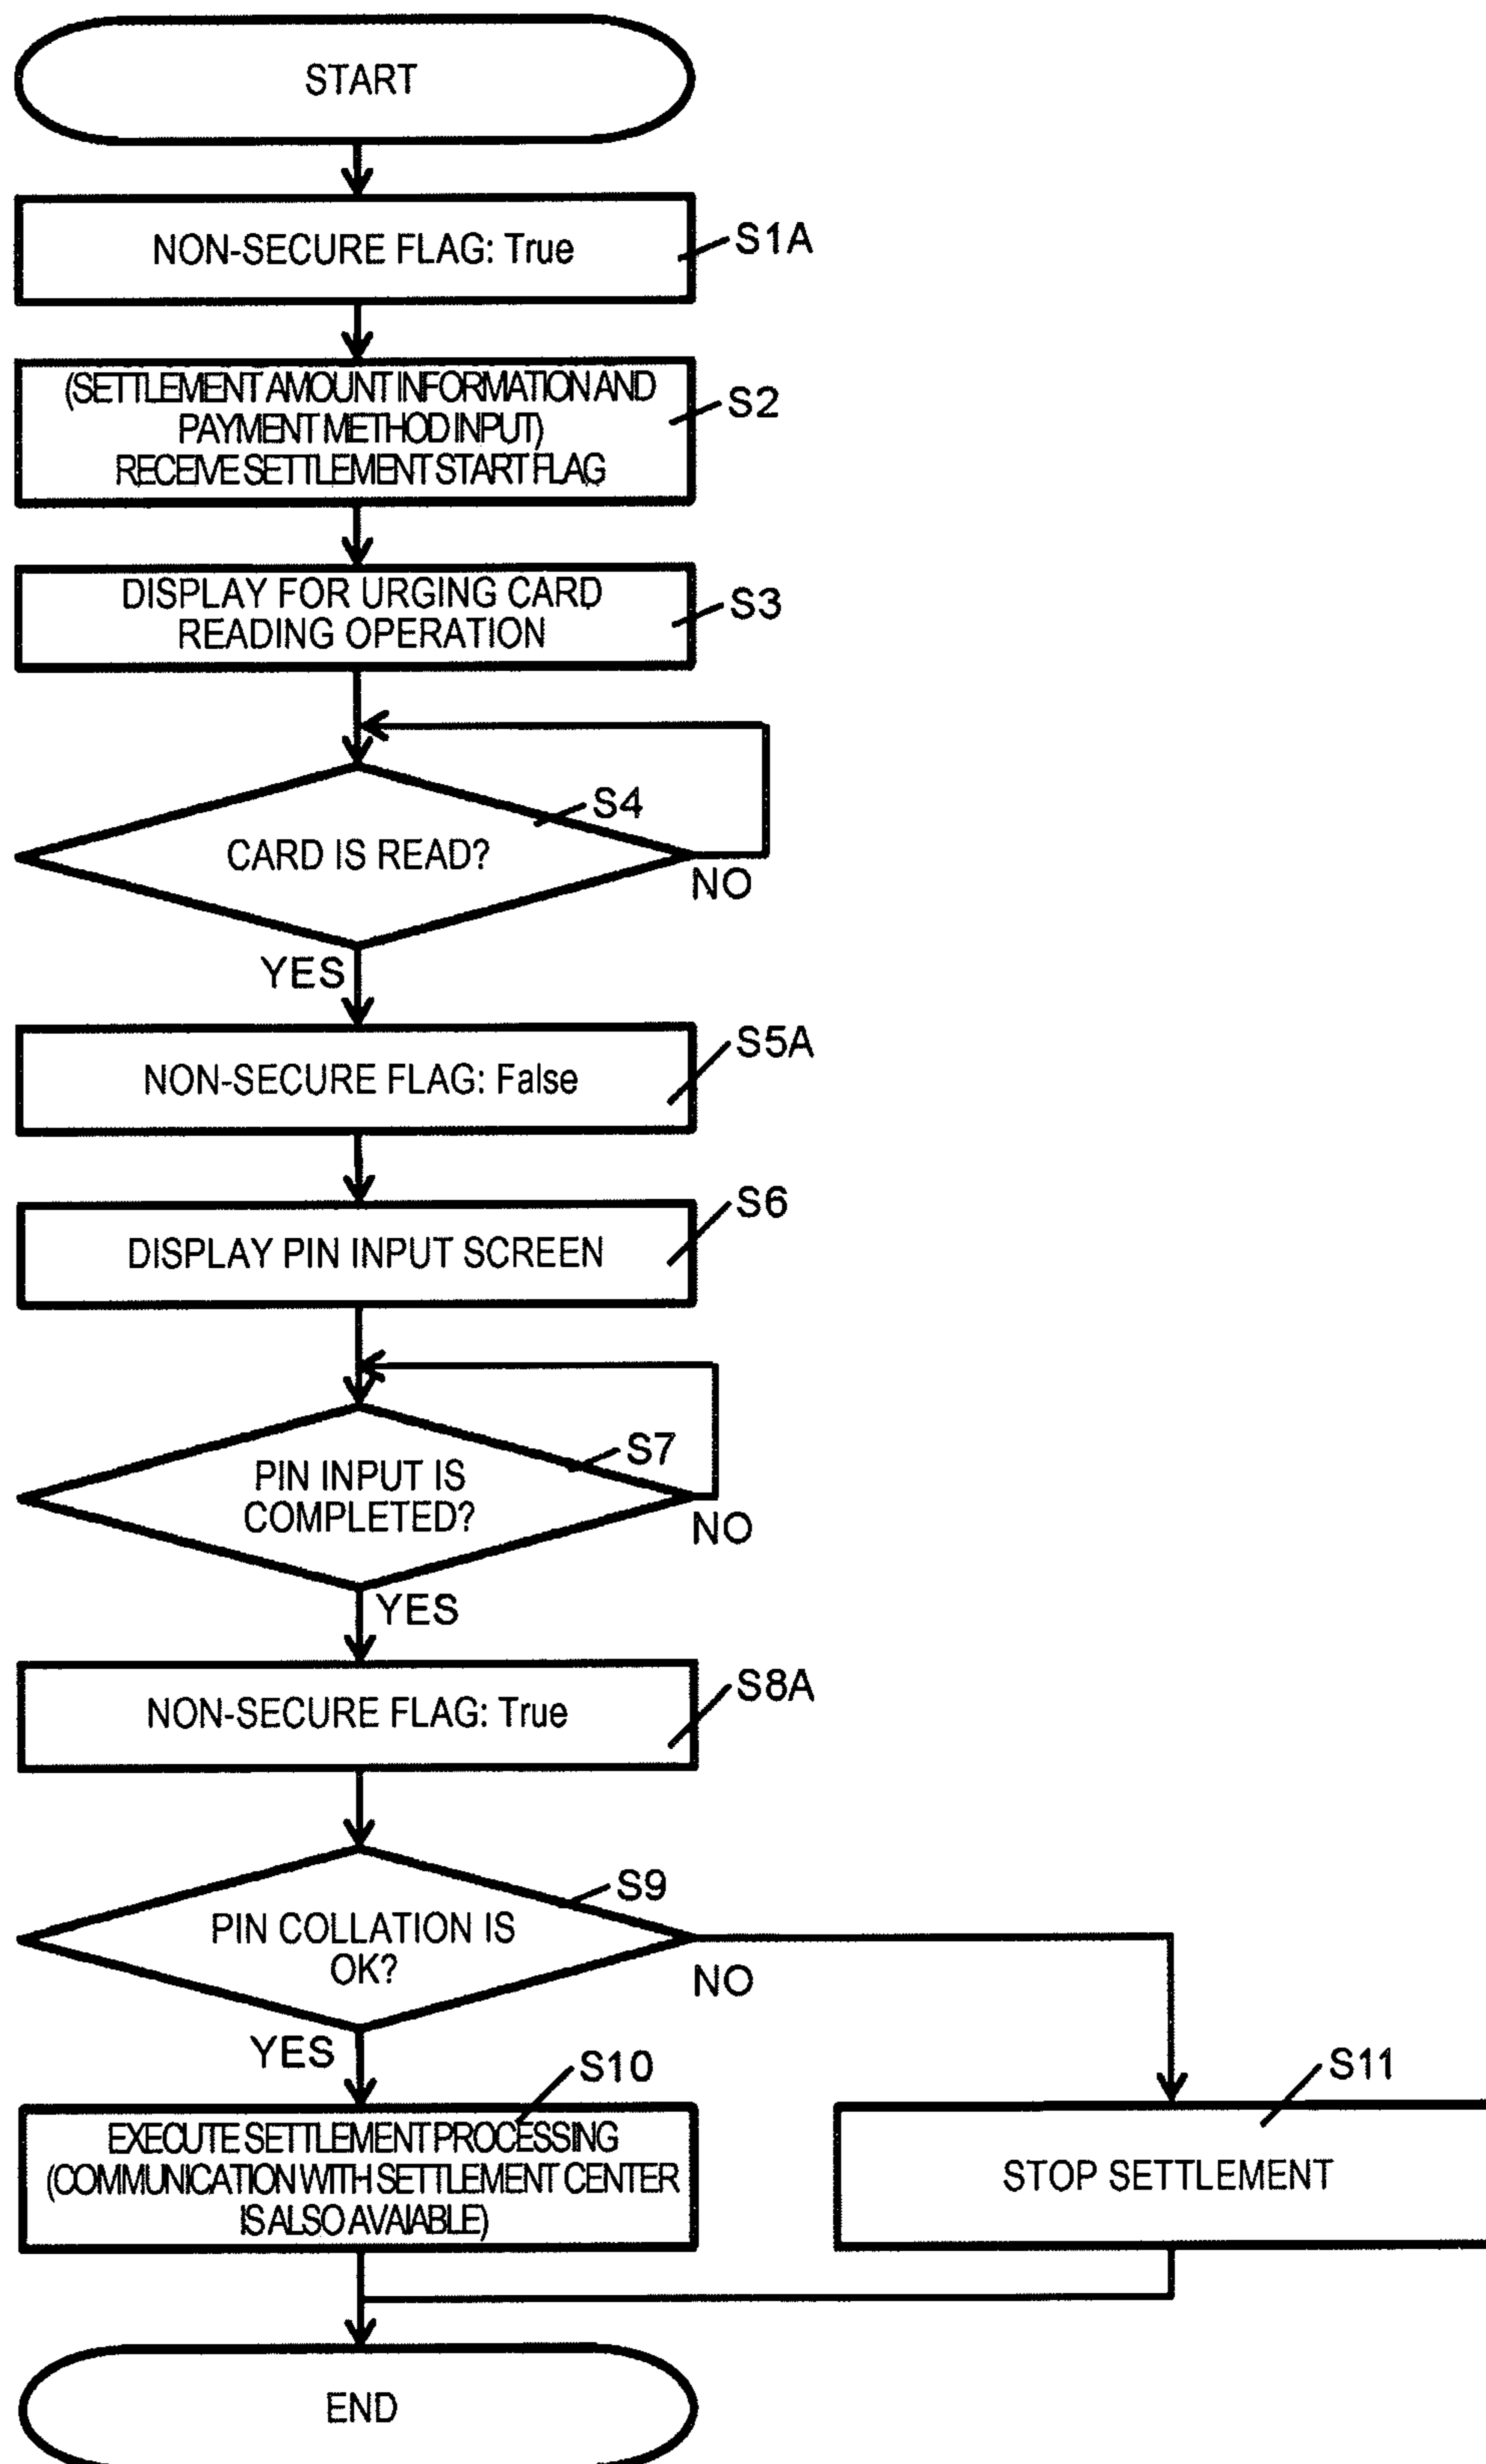 START
NON-SECURE FLAG: True
S1A
(SETTLEMENT AMOUNT INFORMATION AND
PAYMENT METHOD INPUT)
RECEIVE SETTLEMENT START FLAG
S2
DISPLAY FOR URGING CARD
READING OPERATION
S3
S4
CARD IS READ?
NO
YES
NON-SECURE FLAG: False
S5A
DISPLAY PIN INPUT SCREEN
S6
S7
PIN INPUT IS
COMPLETED?
NO
YES
NON-SECURE FLAG: True
S8A
S9
PIN COLLATION IS
OK?
NO
YES
S10
EXECUTE SETTLEMENT PROCESSING
(COMMUNICATION WITH SETTLEMENT CENTER
IS ALSO AVAIABLE)
S11
STOP SETTLEMENT
END